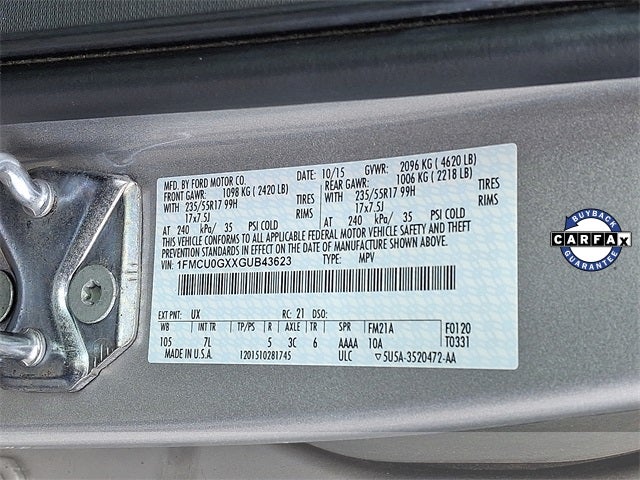 MFD. BY FORD MOTOR CO.
10/15 GVWR: 2096 KG ( 4620 LB)
FRONT GAWR: 1098 KG ( 2420 LB)
REAR GAWR: 1006 KG ( 2218 LB)
WITH 235/55R17 99H TIRES
WITH 235/55R17 99H TIRES
17x7.5J RIMS
17x7.5J RIMS
AT 240 kPa/ 35 PSI COLD
AT 240 kPa/ 35 PSI COLD
THIS VEHICLE CONFORMS TO ALL APPLICABLE FEDERAL MOTOR VEHICLE SAFETY AND THEFT
PREVENTION STANDARDS IN EFFECT ON THE DATE OF MANUFACTURE SHOWN ABOVE.
VIN: 1FMCU0GXXGUB43623 TYPE: MPV
EXT PNT: UX RC: 21 DSO:
WB INT TR TP/PS R AXLE TR SPR FM21A F0120
105 7L 5 3C 6 AAAA 10A T0331
MADE IN U.S.A. 1201510281745 ULC 5U5A-3520472-AA
BUYBACK
CARFAX
GUARANTEE